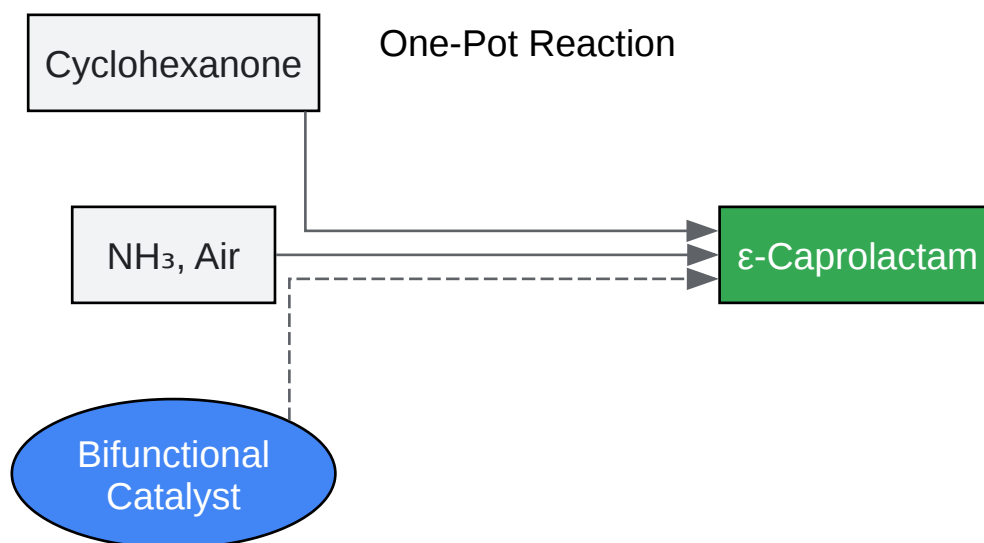 One-Pot Reaction
Cyclohexanone
NH₃, Air
ε-Caprolactam
Bifunctional
Catalyst